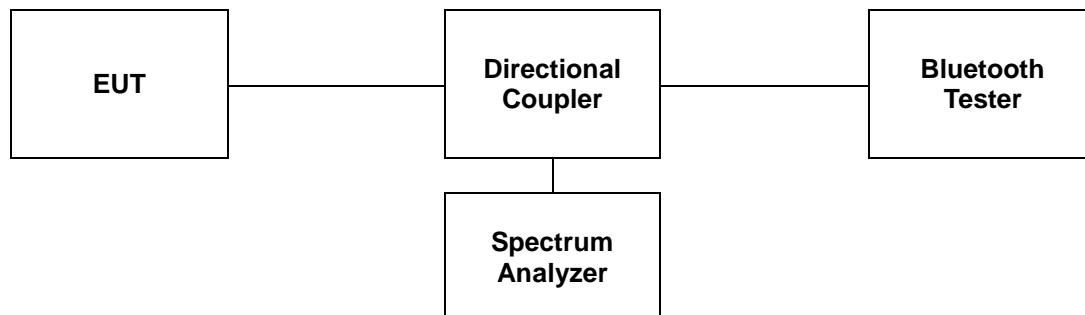 EUT
Directional
Coupler
Bluetooth
Tester
Spectrum
Analyzer